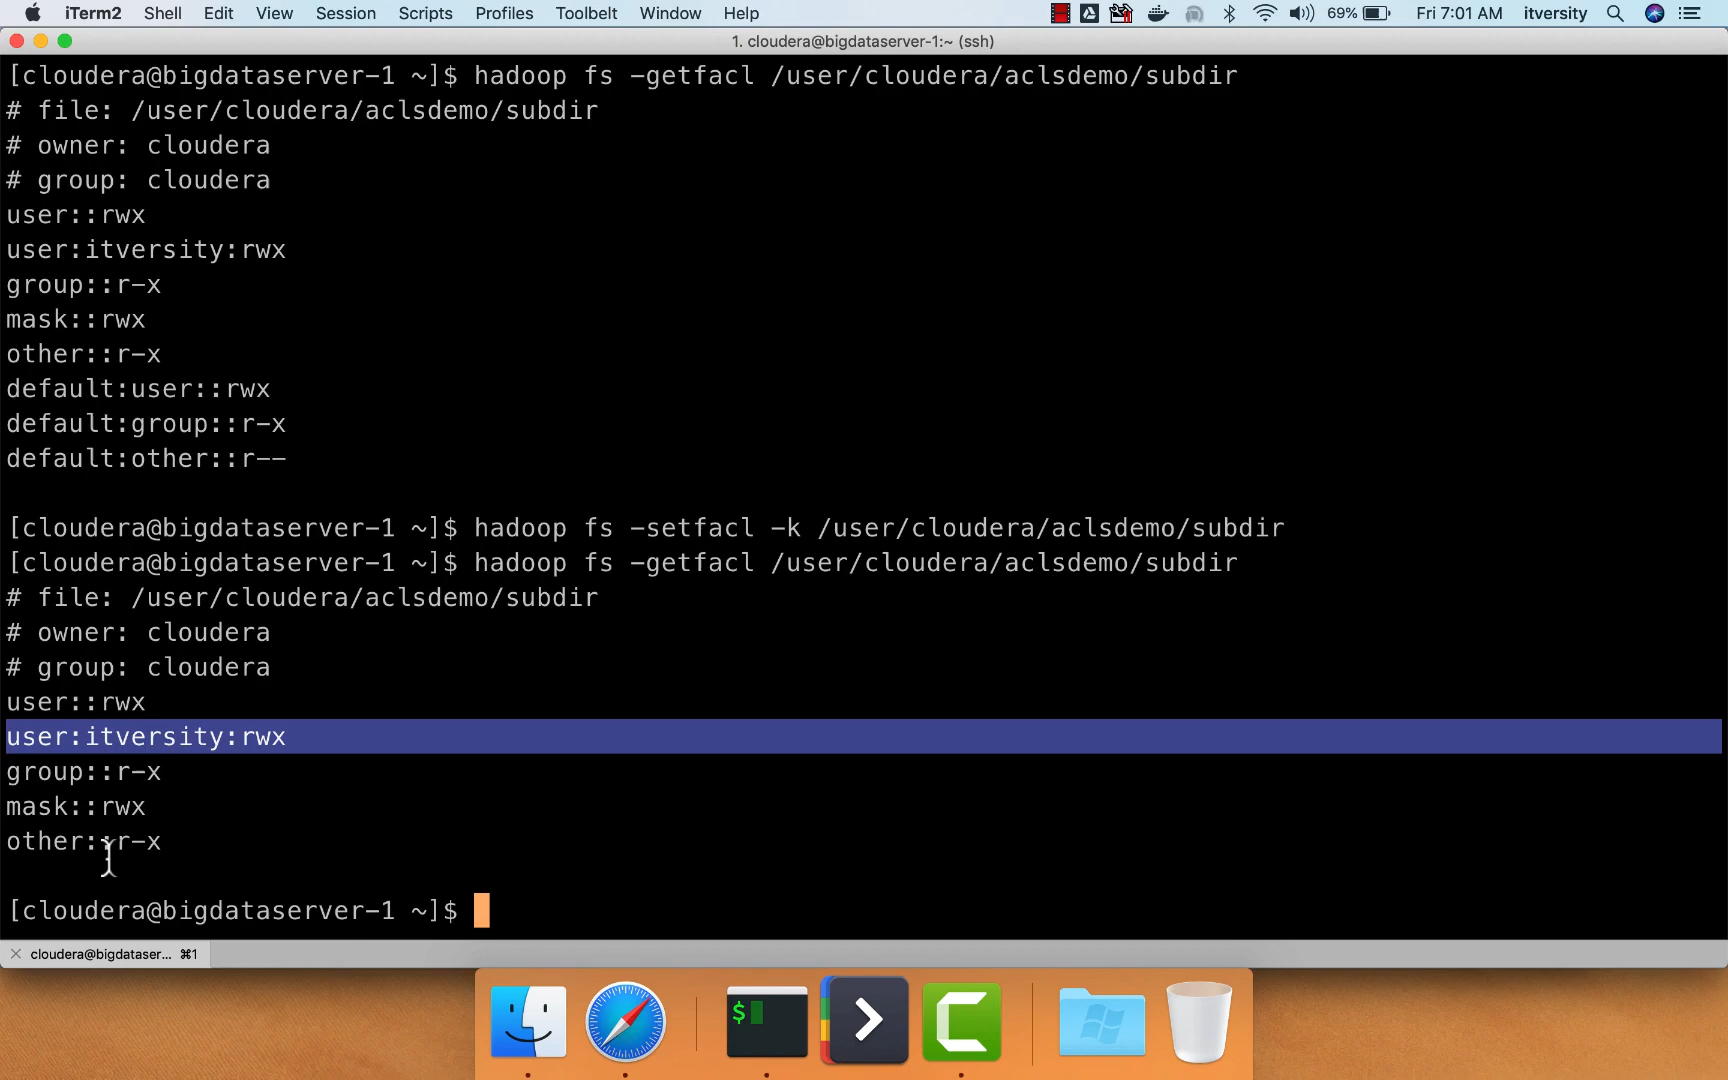 iTerm2 Shell Edit View Session Scripts Profiles Toolbelt Window Help 69% Fri 7:01 AM itversity
1. cloudera@bigdataserver-1:~ (ssh)
[cloudera@bigdataserver-1 ~]$ hadoop fs -getfacl /user/cloudera/aclsdemo/subdir
# file: /user/cloudera/aclsdemo/subdir
# owner: cloudera
# group: cloudera
user::rwx
user:itversity:rwx
group::r-x
mask::rwx
other::r-x
default:user::rwx
default:group::r-x
default:other::r--
[cloudera@bigdataserver-1 ~]$ hadoop fs -setfacl -k /user/cloudera/aclsdemo/subdir
[cloudera@bigdataserver-1 ~]$ hadoop fs -getfacl /user/cloudera/aclsdemo/subdir
# file: /user/cloudera/aclsdemo/subdir
# owner: cloudera
# group: cloudera
user::rwx
user:itversity:rwx
group::r-x
mask::rwx
other::r-x
[cloudera@bigdataserver-1 ~]$
cloudera@bigdataser... ⌘1
$